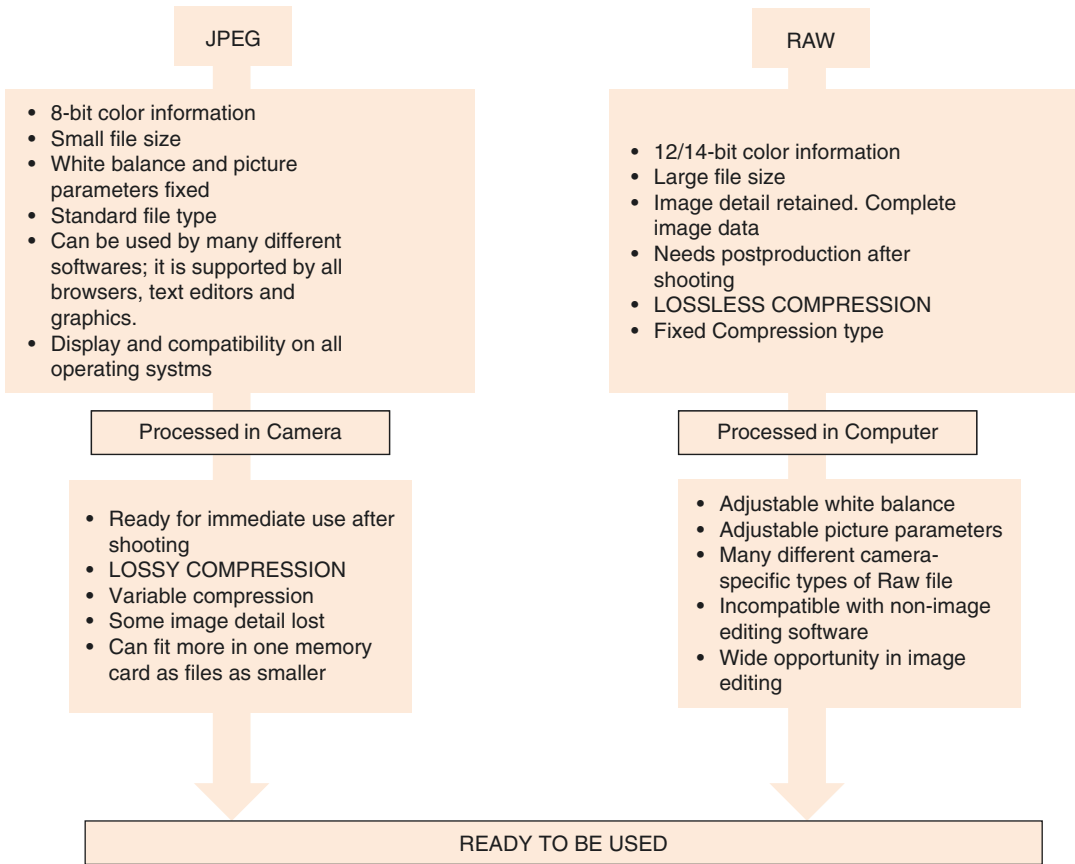 JPEG
• 8-bit color information
• Small file size
• White balance and picture
parameters fixed
• Standard file type
• Can be used by many different
softwares; it is supported by all
browsers, text editors and
graphics.
• Display and compatibility on all
operating systms
Processed in Camera
• Ready for immediate use after
shooting
• LOSSY COMPRESSION
• Variable compression
• Some image detail lost
• Can fit more in one memory
card as files as smaller
RAW
• 12/14-bit color information
• Large file size
• Image detail retained. Complete
image data
• Needs postproduction after
shooting
• LOSSLESS COMPRESSION
• Fixed Compression type
Processed in Computer
• Adjustable white balance
• Adjustable picture parameters
• Many different camera-
specific types of Raw file
• Incompatible with non-image
editing software
• Wide opportunity in image
editing
READY TO BE USED